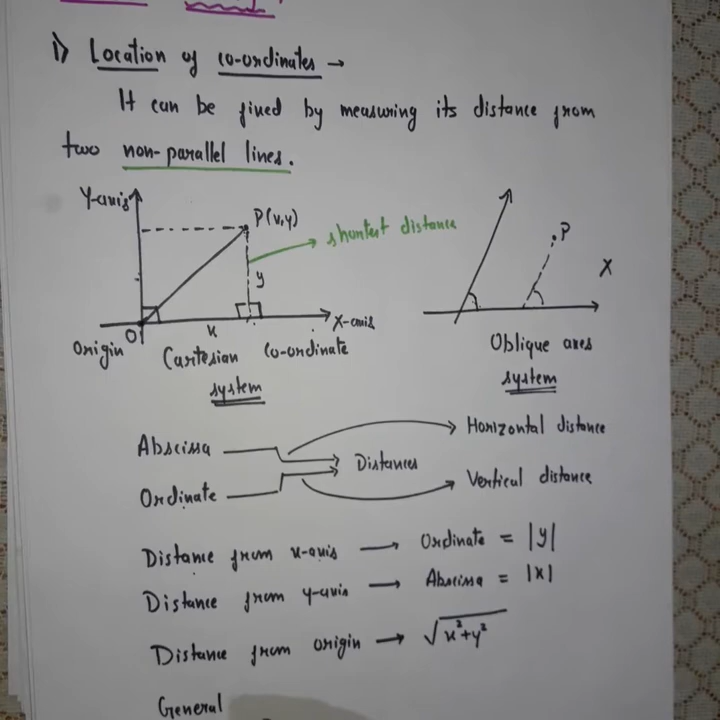 i) Location of co-ordinates →
It can be fixed by measuring its distance from
two non-parallel lines.
Y-axis
P(x,y)
shortest distance
y
x
X-axis
O
Origin
Cartesian Co-ordinate
system
P
X
Oblique axes
system
Abscissa
Ordinate
Distances
Horizontal distance
Vertical distance
Distance from x-axis → Ordinate = |y|
Distance from y-axis → Abscissa = |x|
Distance from origin → √x²+y²
General